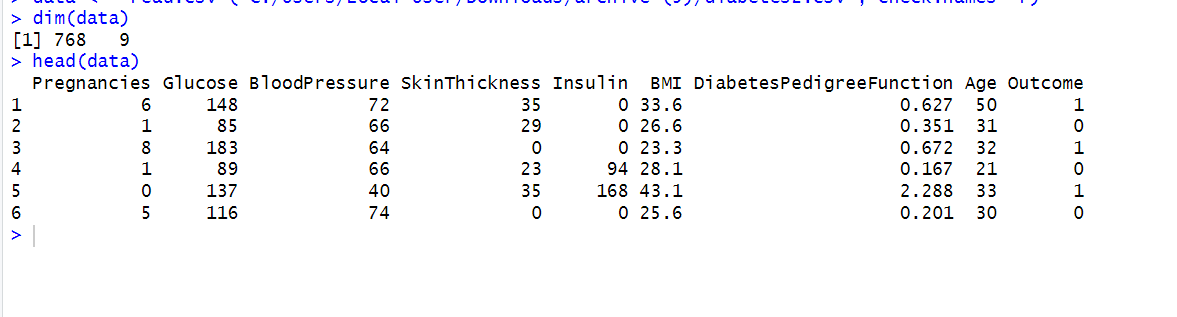 > dim(data)
[1] 768   9
> head(data)
  Pregnancies Glucose BloodPressure SkinThickness Insulin  BMI DiabetesPedigreeFunction Age Outcome
1           6     148            72            35       0 33.6                    0.627  50       1
2           1      85            66            29       0 26.6                    0.351  31       0
3           8     183            64             0       0 23.3                    0.672  32       1
4           1      89            66            23      94 28.1                    0.167  21       0
5           0     137            40            35     168 43.1                    2.288  33       1
6           5     116            74             0       0 25.6                    0.201  30       0
>